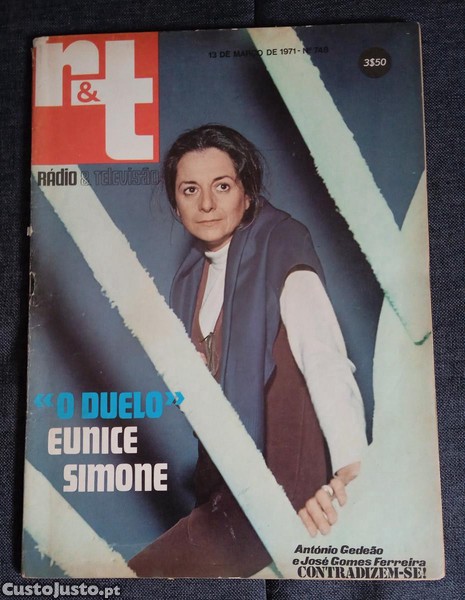 r&t
13 DE MARÇO DE 1971 - Nº
3$50
RÁDIO & TELEVISÃO
«O DUELO»
EUNICE
SIMONE
António Gedeão
e José Gomes Ferreira
CONTRADIZEM-SE!
CustoJusto.pt